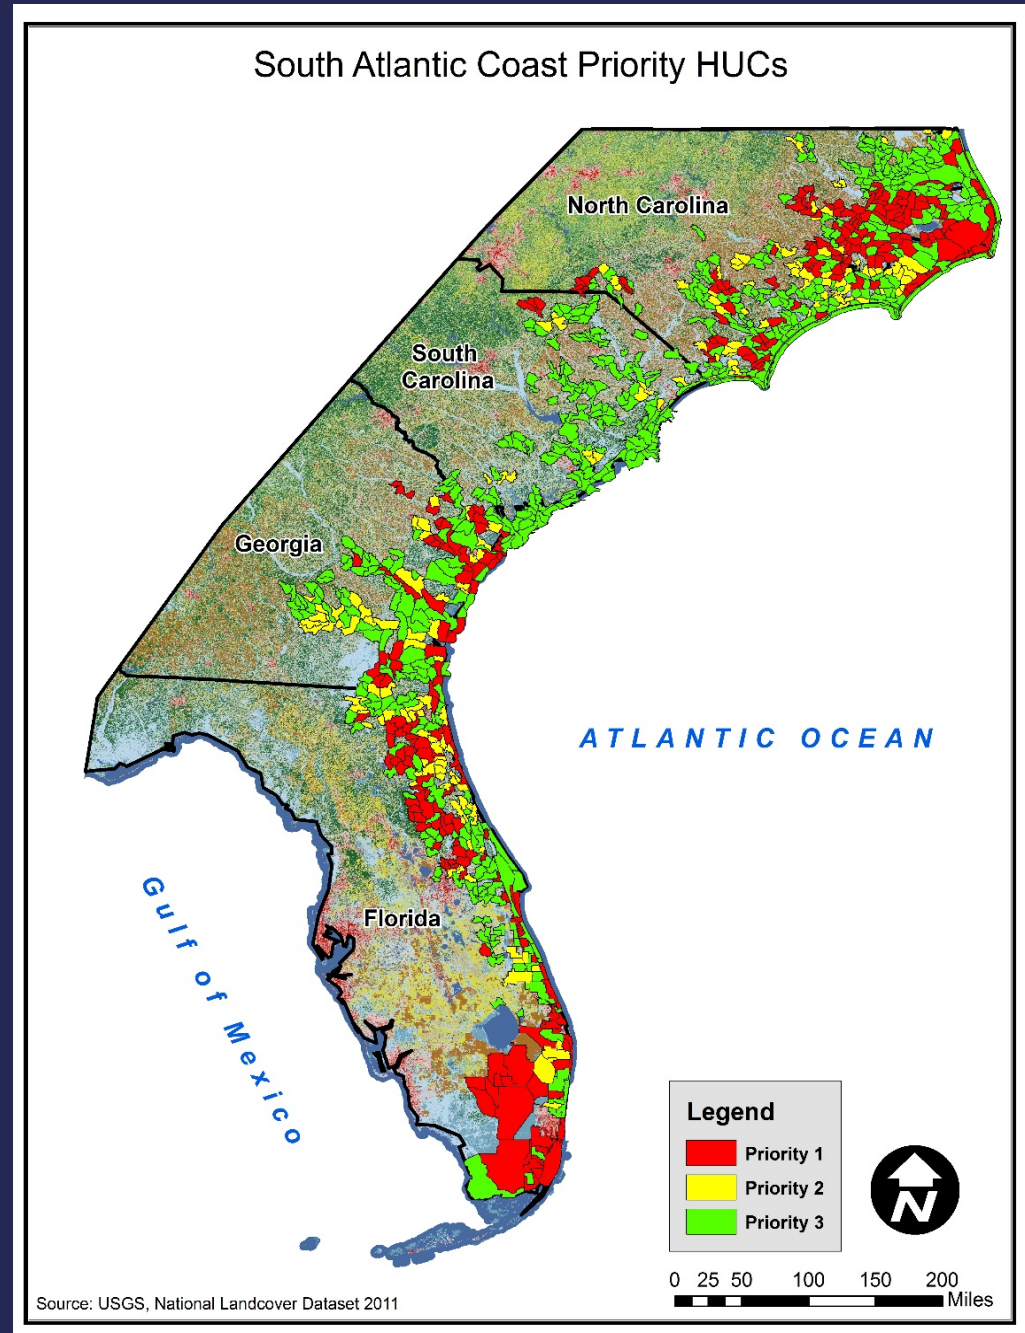 South Atlantic Coast Priority HUCs
North Carolina
South
Carolina
Georgia
ATLANTIC OCEAN
Florida
Gulf of Mexico
Legend
Priority 1
Priority 2
Priority 3
N
0 25 50 100 150 200
Miles
Source: USGS, National Landcover Dataset 2011